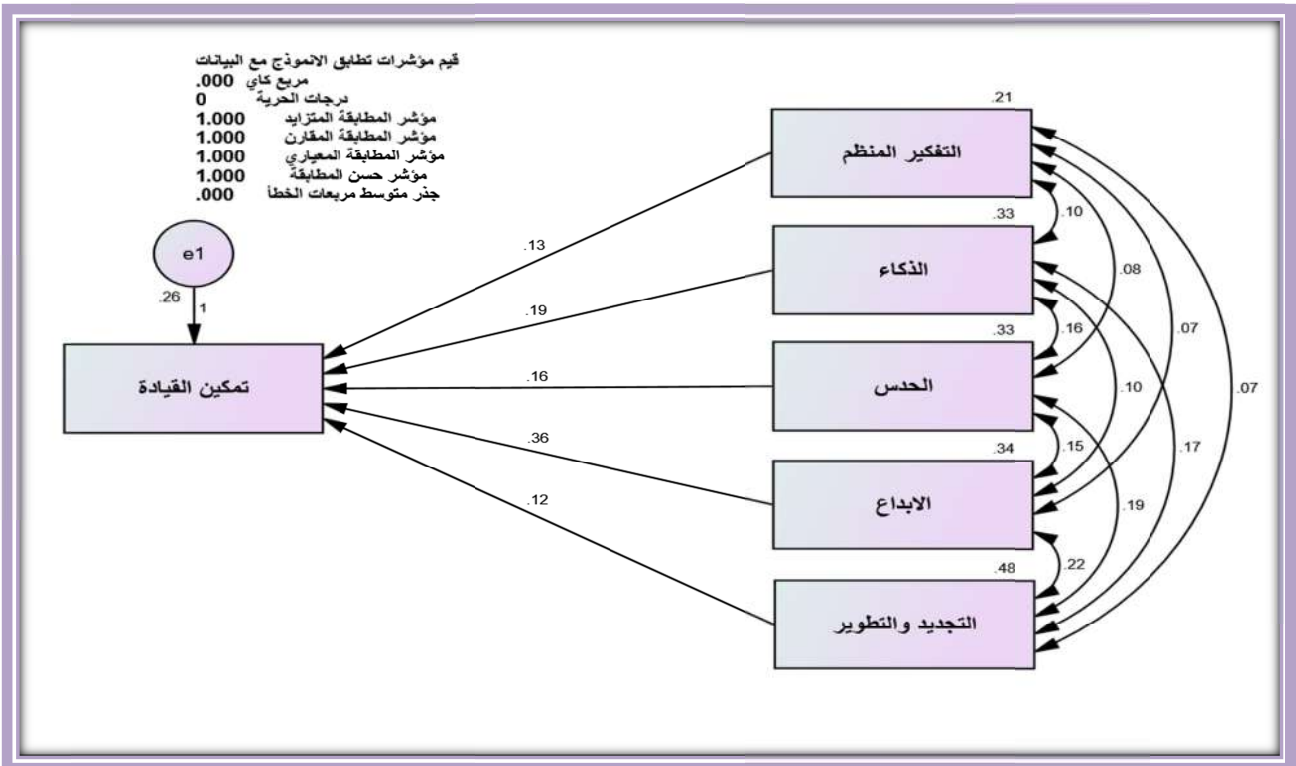 قيم مؤشرات تطابق الانموذج مع البيانات
مربع كاي .000
درجات الحرية 0
مؤشر المطابقة المتزايد 1.000
مؤشر المطابقة المقارن 1.000
مؤشر المطابقة المعياري 1.000
مؤشر حسن المطابقة 1.000
جذر متوسط مربعات الخطأ .000
.21
التفكير المنظم
.33
الذكاء
.33
الحدس
.34
الابداع
.48
التجديد والتطوير
.10
.08
.16
.07
.10
.07
.15
.17
.19
.22
.13
.19
.16
.36
.12
e1
.26
1
تمكين القيادة